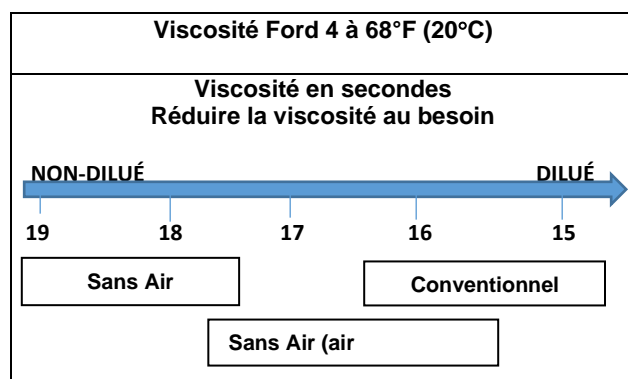 Viscosité Ford 4 à 68°F (20°C)
Viscosité en secondes
Réduire la viscosité au besoin
NON-DILUÉ DILUÉ
19 18 17 16 15
Sans Air Conventionnel
Sans Air (air